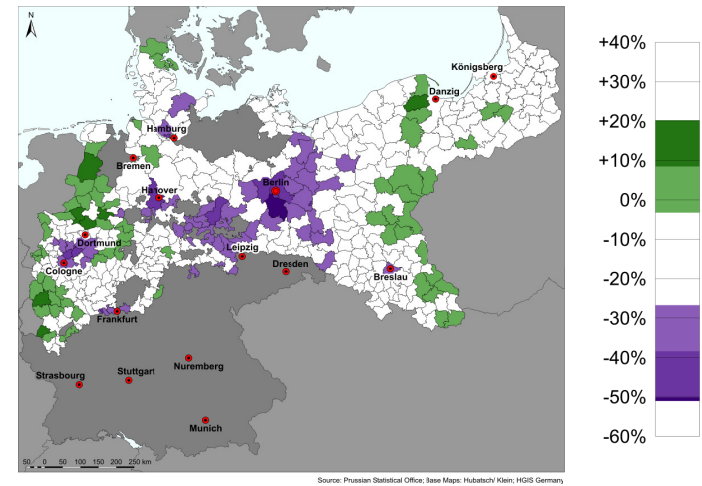 N
Königsberg
Danzig
Hamburg
Bremen
Berlin
Hanover
Dortmund
Leipzig
Cologne
Dresden
Breslau
Frankfurt
Nuremberg
Strasbourg
Stuttgart
Munich
50 0 50 100 150 200 250 km
Source: Prussian Statistical Office; Base Maps: Hubatsch/ Klein; HGIS Germany
+40%
+30%
+20%
+10%
0%
-10%
-20%
-30%
-40%
-50%
-60%